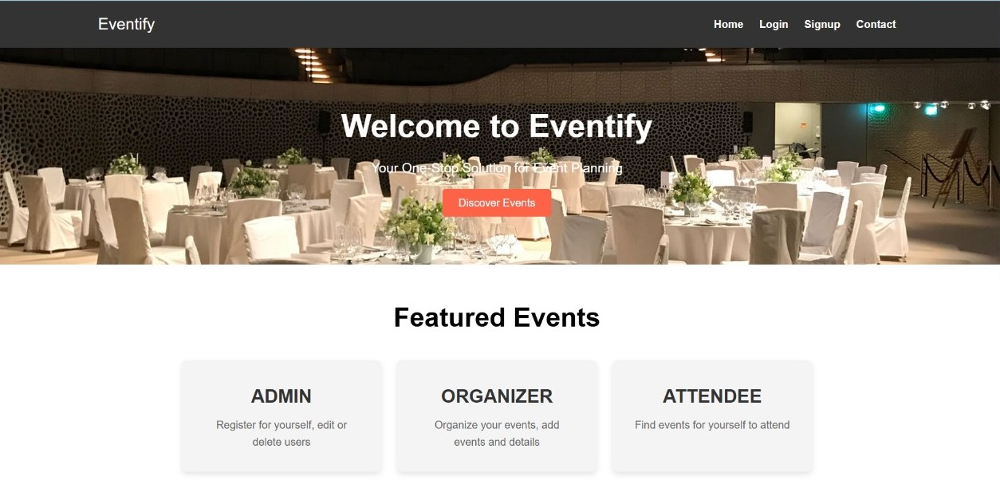 Eventify
Home Login Signup Contact
Welcome to Eventify
Your One-Stop Solution for Event Planning
Discover Events
Featured Events
ADMIN
Register for yourself, edit or
delete users
ORGANIZER
Organize your events, add
events and details
ATTENDEE
Find events for yourself to attend